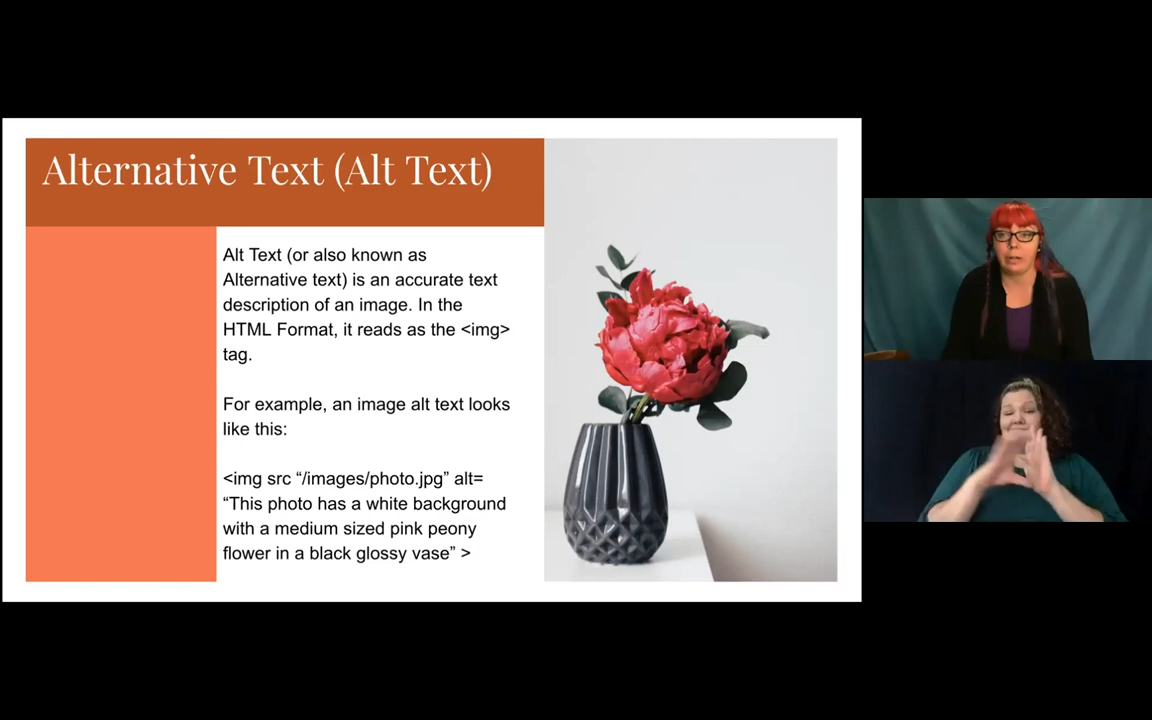 Alternative Text (Alt Text)
Alt Text (or also known as
Alternative text) is an accurate text
description of an image. In the
HTML Format, it reads as the <img>
tag.
For example, an image alt text looks
like this:
<img src “/images/photo.jpg” alt=
“This photo has a white background
with a medium sized pink peony
flower in a black glossy vase” >